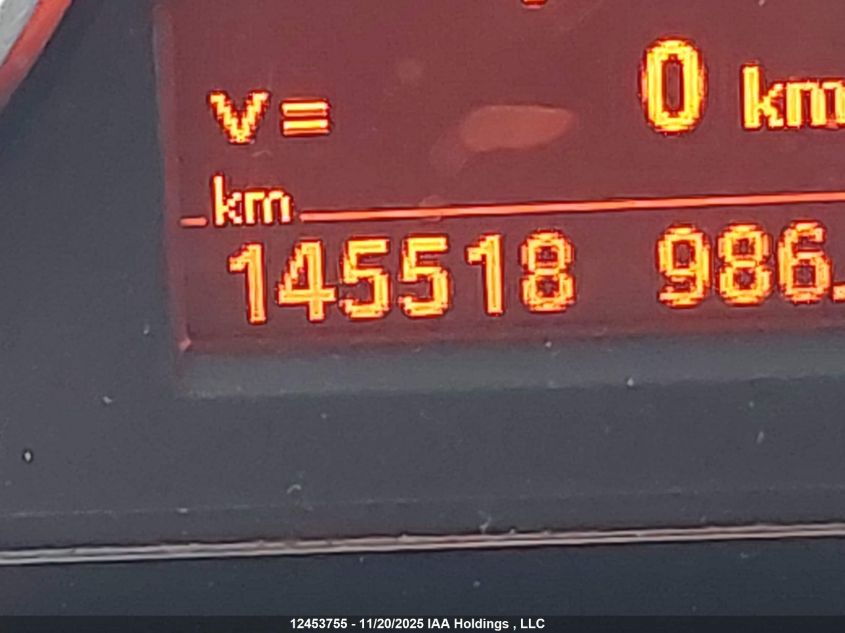 v= 0 km
km
145518 986.
12453755 - 11/20/2025 IAA Holdings , LLC